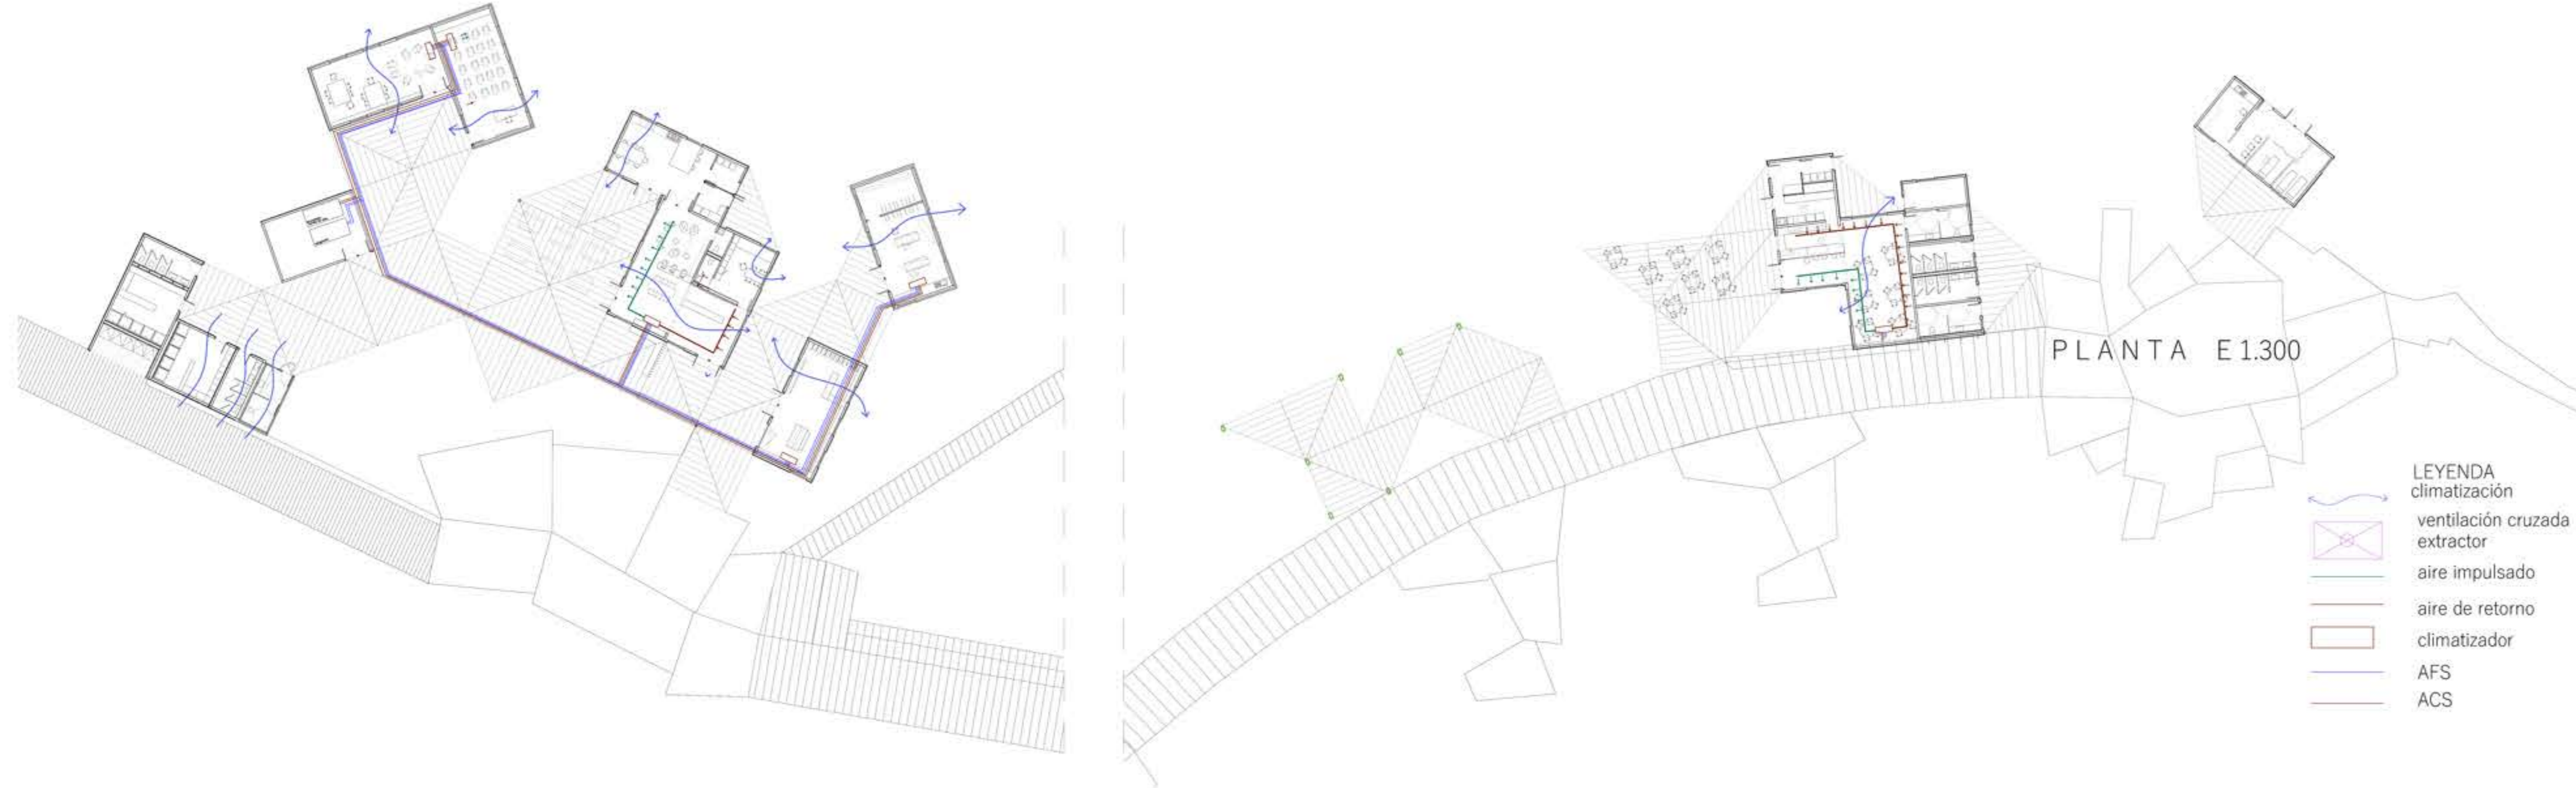 PLANTA E 1.300
LEYENDA
climatización
ventilación cruzada
extractor
aire impulsado
aire de retorno
climatizador
AFS
ACS